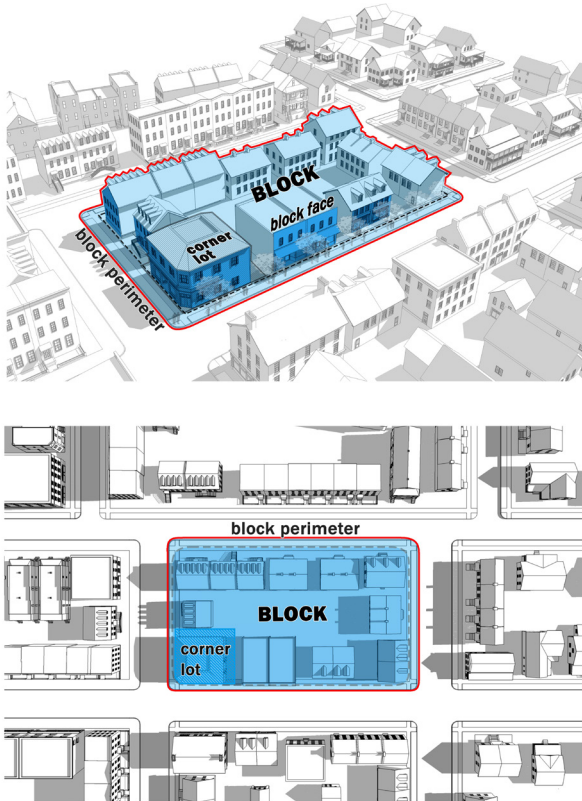 BLOCK
block face
corner
lot
block perimeter
block perimeter
BLOCK
corner
lot